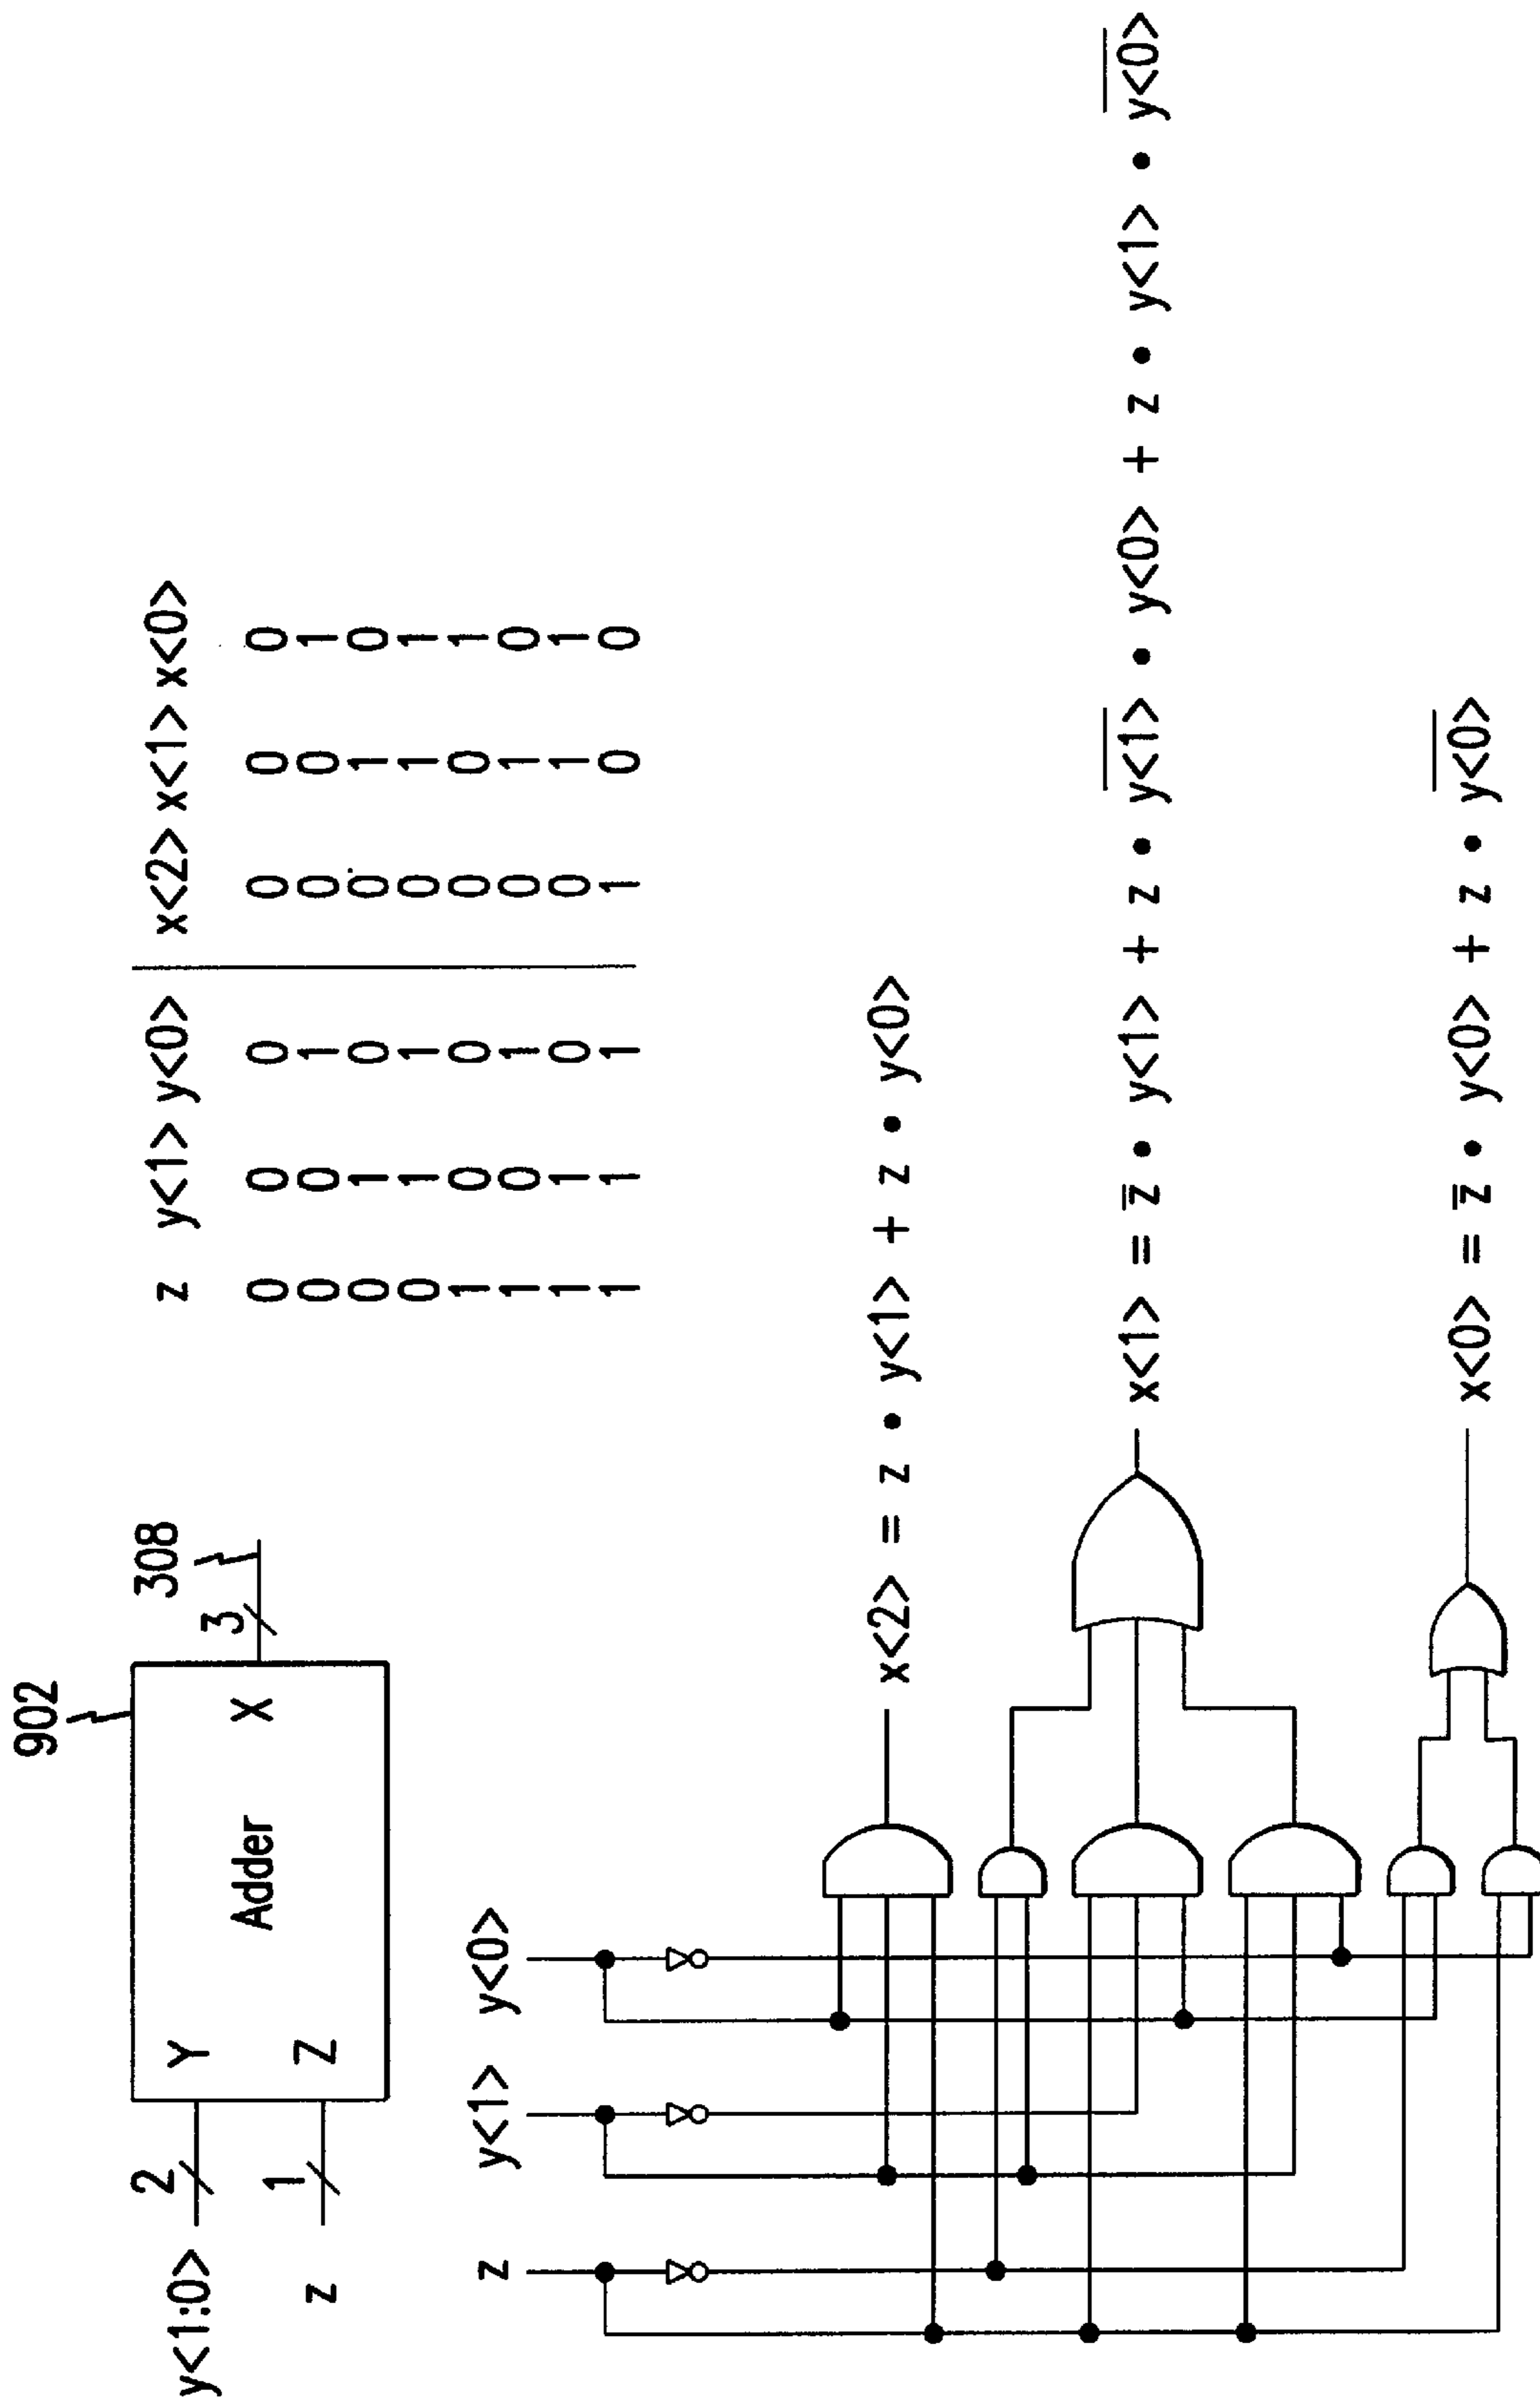 902
308
y<1:0> 2 Y Adder X 3
z 1 Z
z y<1> y<0> x<2> x<1> x<0>
0 0 0 0 0 0
0 0 1 0 0 1
0 1 0 0 1 0
0 1 1 0 1 1
1 0 0 0 0 1
1 0 1 0 1 0
1 1 0 0 1 1
1 1 1 1 0 0
z y<1> y<0>
x<2> = z • y<1> + z • y<0>
x<1> = z̅ • y<1> + z • y̅<̅1̅>̅ • y<0> + z • y<1> • y̅<̅0̅>̅
x<0> = z̅ • y<0> + z • y̅<̅0̅>̅